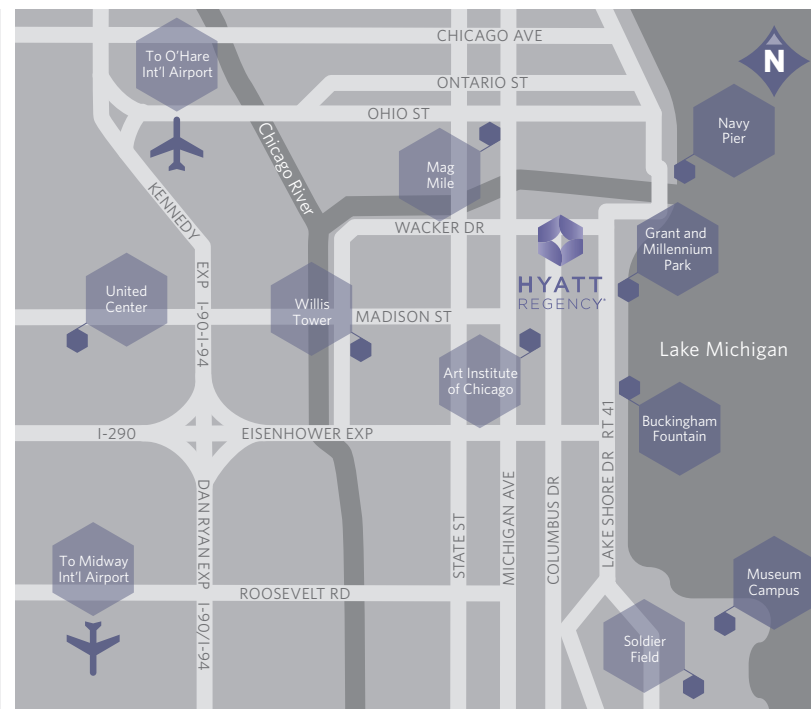 CHICAGO AVE
To O'Hare
Int'l Airport
N
ONTARIO ST
OHIO ST
Navy
Pier
Chicago River
Mag
Mile
KENNEDY
EXP I-90-I-94
WACKER DR
Grant and
Millennium
Park
HYATT
REGENCY®
United
Center
Willis
Tower
MADISON ST
Lake Michigan
Art Institute
of Chicago
Buckingham
Fountain
I-290
EISENHOWER EXP
LAKE SHORE DR RT 41
STATE ST
MICHIGAN AVE
COLUMBUS DR
DAN RYAN EXP I-90/I-94
To Midway
Int'l Airport
ROOSEVELT RD
Museum
Campus
Soldier
Field